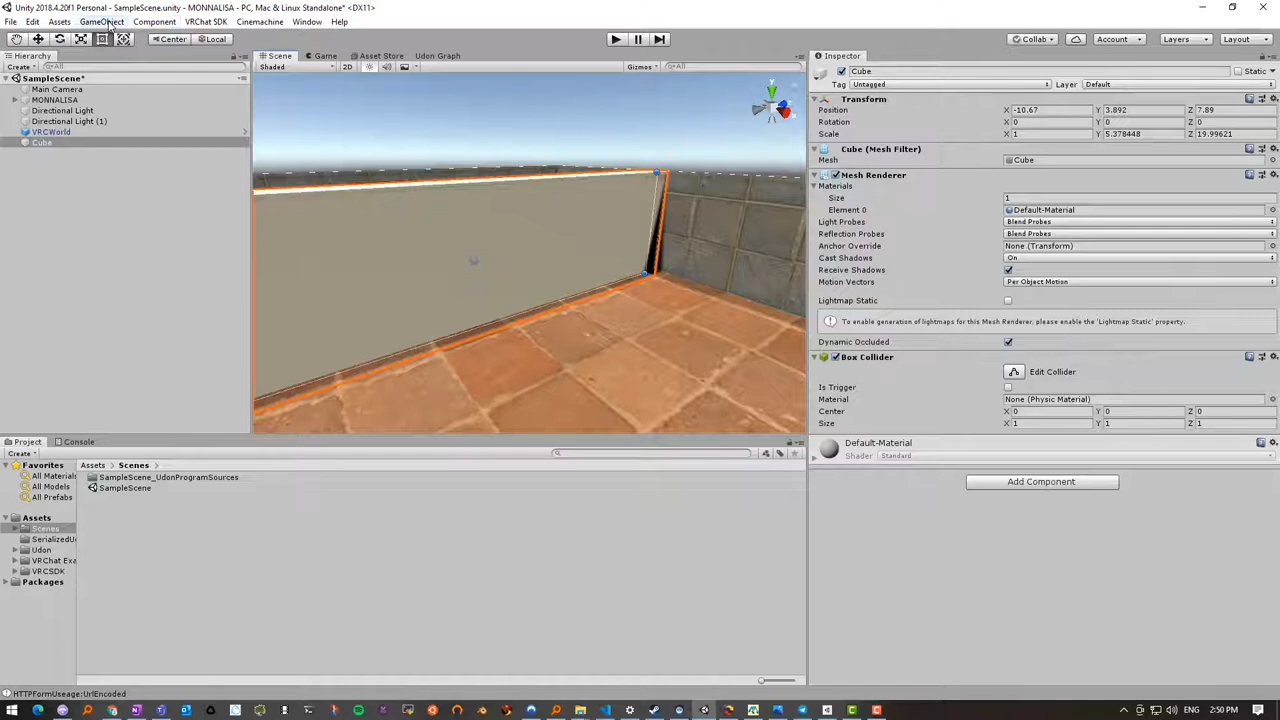 Unity 2018.4.20f1 Personal - SampleScene.unity - MONNALISA - PC, Mac & Linux Standalone* <DX11>
File Edit Assets GameObject Component VRChat SDK Cinemachine Window Help
Center Local Collab Account Layers Layout
Hierarchy Scene Game Asset Store Udon Graph Inspector
Create All Shaded 2D Gizmos All Cube Static
SampleScene*
Main Camera
MONNALISA
Directional Light
Directional Light (1)
VRCWorld
Cube
Y
Tag Untagged Layer Default
Transform
Position X -10.67 Y 3.892 Z 7.89
Rotation X 0 Y 0 Z 0
Scale X 1 Y 5.378448 Z 19.99621
Cube (Mesh Filter)
Mesh Cube
Mesh Renderer
Materials
Size 1
Element 0 Default-Material
Light Probes Blend Probes
Reflection Probes Blend Probes
Anchor Override None (Transform)
Cast Shadows On
Receive Shadows
Motion Vectors Per Object Motion
Lightmap Static
To enable generation of lightmaps for this Mesh Renderer, please enable the 'Lightmap Static' property.
Dynamic Occluded
Box Collider
Edit Collider
Is Trigger
Material None (Physic Material)
Center X 0 Y 0 Z 0
Size X 1 Y 1 Z 1
Default-Material
Shader Standard
Add Component
Project Console
Create
Favorites
All Materials
All Models
All Prefabs
Assets
Scenes
SerializedU
Udon
VRChat Exa
VRCSDK
Packages
Assets Scenes
SampleScene_UdonProgramSources
SampleScene
HTTPFormUseage:UrlEncoded
2:50 PM